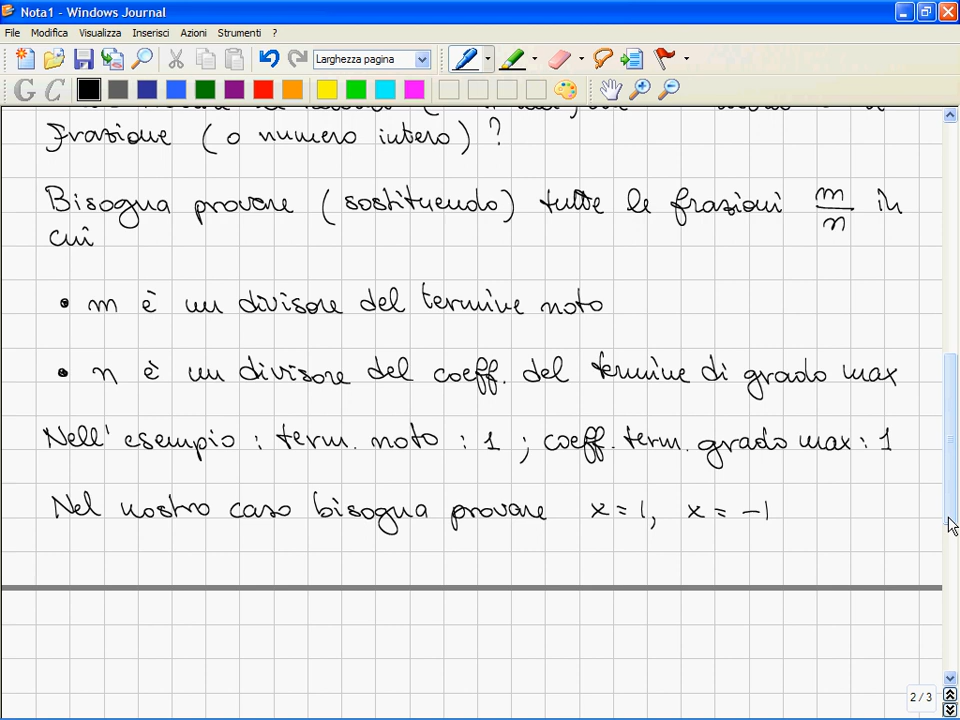 Nota1 - Windows Journal
File Modifica Visualizza Inserisci Azioni Strumenti ?
Larghezza pagina
G C
frazione (o numero intero)?
Bisogna provare (sostituendo) tutte le frazioni m/n in
cui
• m è un divisore del termine noto
• n è un divisore del coeff. del termine di grado max
Nell'esempio: term. noto: 1; coeff. term. grado max: 1
Nel nostro caso bisogna provare x=1, x=-1
2/3